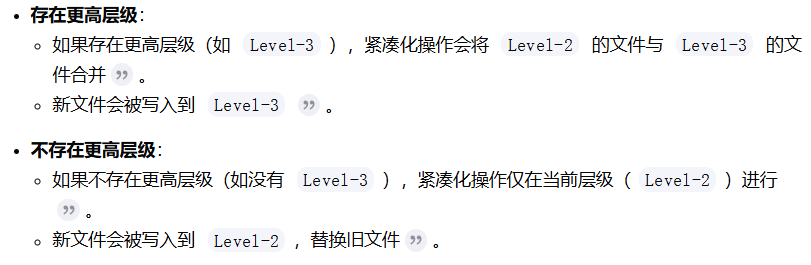 • 存在更高层级：
◦ 如果存在更高层级（如 Level-3 ），紧凑化操作会将 Level-2 的文件与 Level-3 的文
件合并 ” 。
◦ 新文件会被写入到 Level-3 ” 。
• 不存在更高层级：
◦ 如果不存在更高层级（如没有 Level-3 ），紧凑化操作仅在当前层级（ Level-2 ）进行
” 。
◦ 新文件会被写入到 Level-2 ，替换旧文件 ” 。